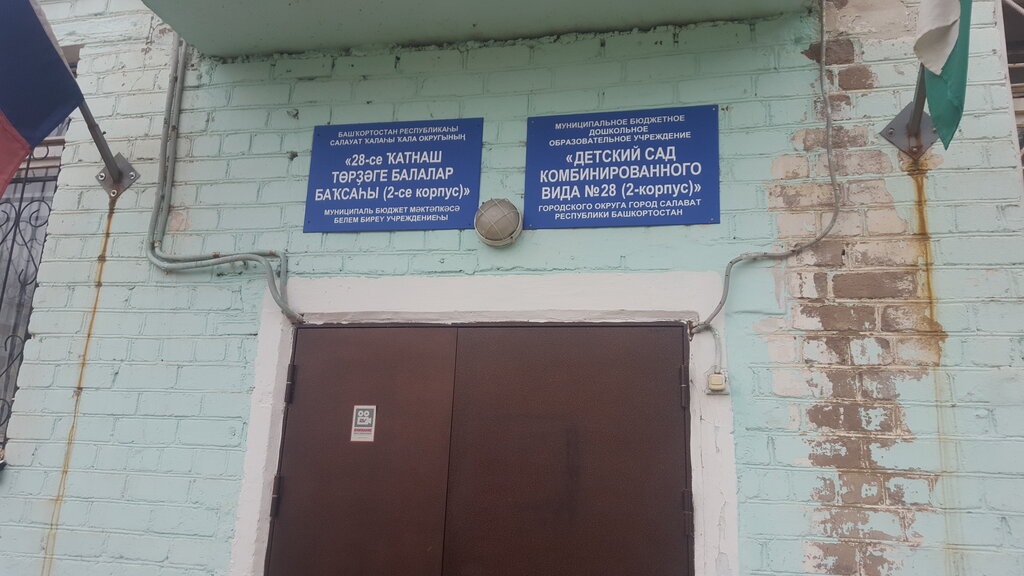 БАШҠОРТОСТАН РЕСПУБЛИКАҺЫ
САЛАУАТ ҠАЛАҺЫ ҠАЛА ОКРУГЫНЫҢ
«28-се ҠАТНАШ
ТӨРҘӘГЕ БАЛАЛАР
БАҠСАҺЫ (2-се корпус)»
МУНИЦИПАЛЬ БЮДЖЕТ МӘКТӘПКӘСӘ
БЕЛЕМ БИРЕҮ УЧРЕЖДЕНИЕҺЫ
МУНИЦИПАЛЬНОЕ БЮДЖЕТНОЕ
ДОШКОЛЬНОЕ
ОБРАЗОВАТЕЛЬНОЕ УЧРЕЖДЕНИЕ
«ДЕТСКИЙ САД
КОМБИНИРОВАННОГО
ВИДА №28 (2-корпус)»
ГОРОДСКОГО ОКРУГА ГОРОД САЛАВАТ
РЕСПУБЛИКИ БАШКОРТОСТАН